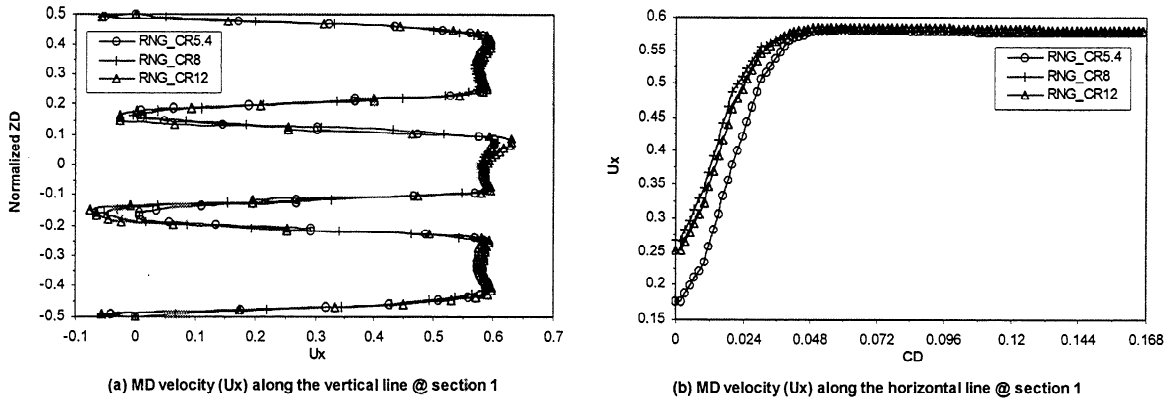 0.5
0.4
0.3
0.2
0.1
0
-0.1
-0.2
-0.3
-0.4
-0.5
Normalized ZD
RNG_CR5.4
RNG_CR8
RNG_CR12
-0.1 0 0.1 0.2 0.3 0.4 0.5 0.6 0.7
Ux
(a) MD velocity (Ux) along the vertical line @ section 1
0.6
0.55
0.5
0.45
0.4
0.35
0.3
0.25
0.2
0.15
Ux
RNG_CR5.4
RNG_CR8
RNG_CR12
0 0.024 0.048 0.072 0.096 0.12 0.144 0.168
CD
(b) MD velocity (Ux) along the horizontal line @ section 1